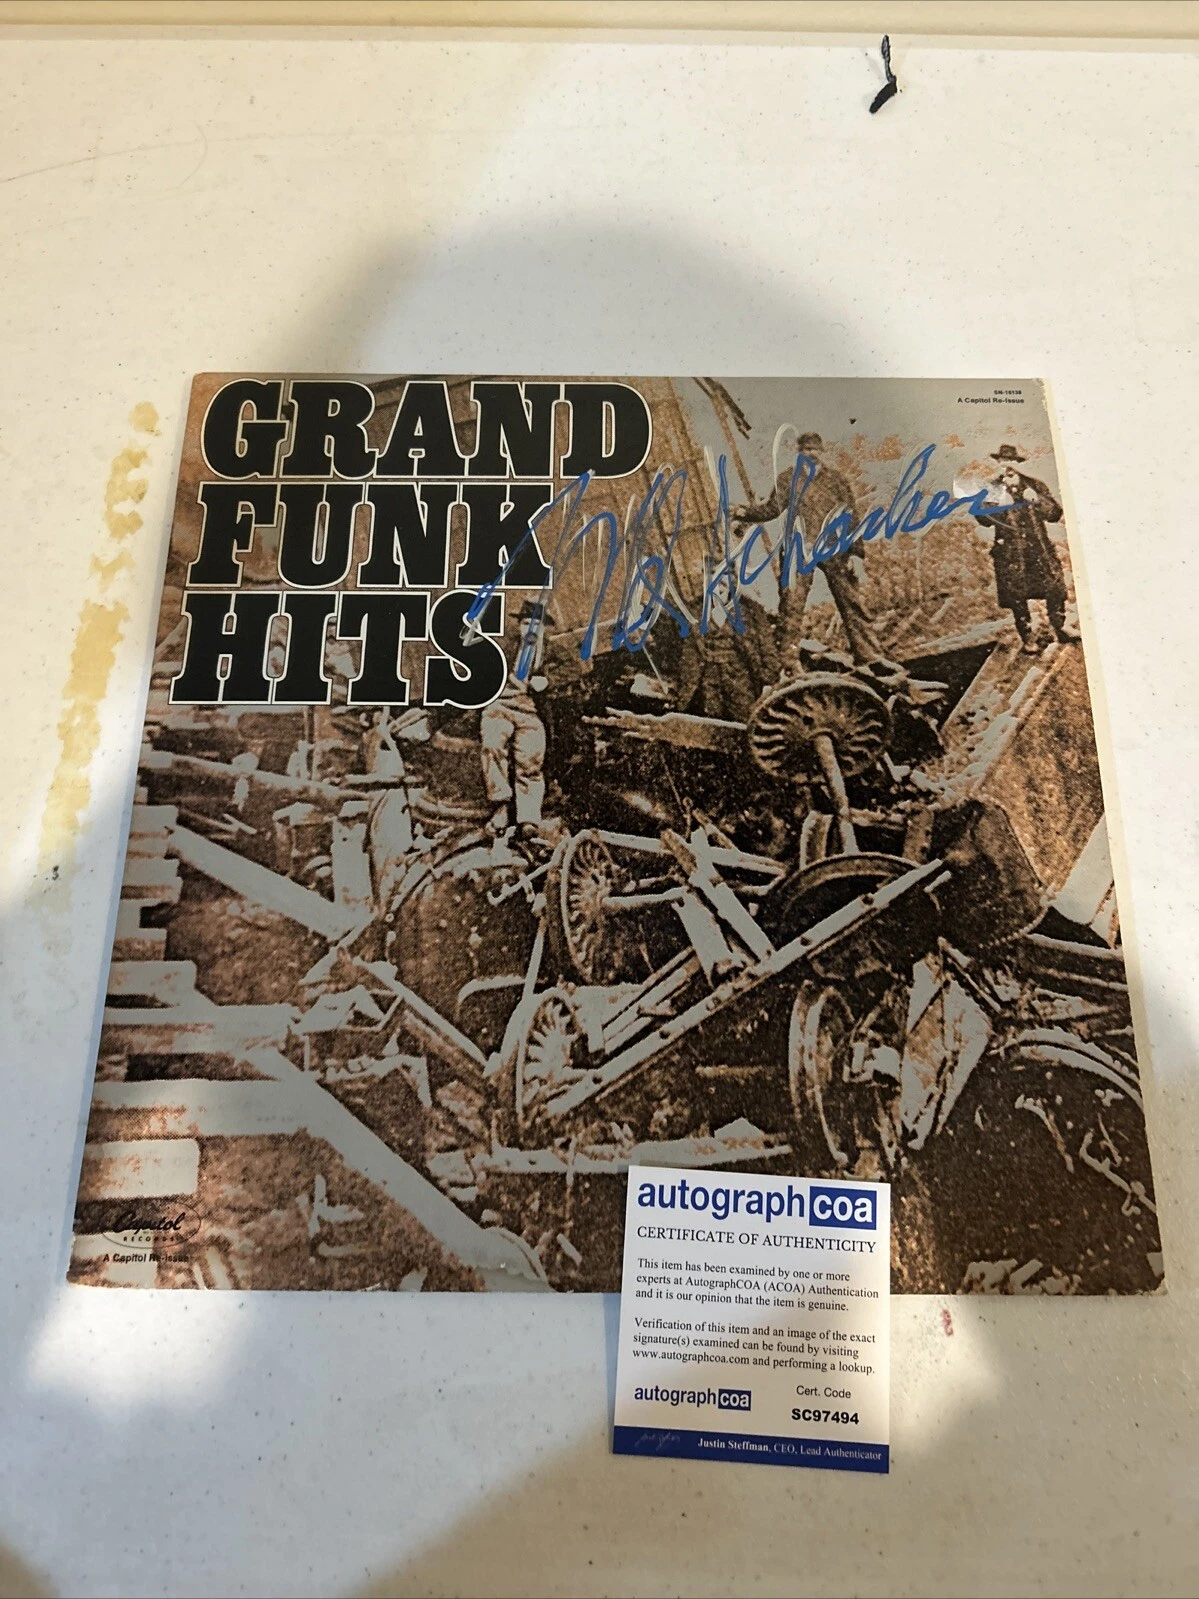 GRAND
FUNK
HITS
SN-16138
A Capitol Re-Issue
Mel Schacher
Capitol
RECORDS
A Capitol Re-Issue
autographcoa
CERTIFICATE OF AUTHENTICITY
This item has been examined by one or more
experts at AutographCOA (ACOA) Authentication
and it is our opinion that the item is genuine.
Verification of this item and an image of the exact
signature(s) examined can be found by visiting
www.autographcoa.com and performing a lookup.
autographcoa
Cert. Code
SC97494
Justin Steffman, CEO, Lead Authenticator